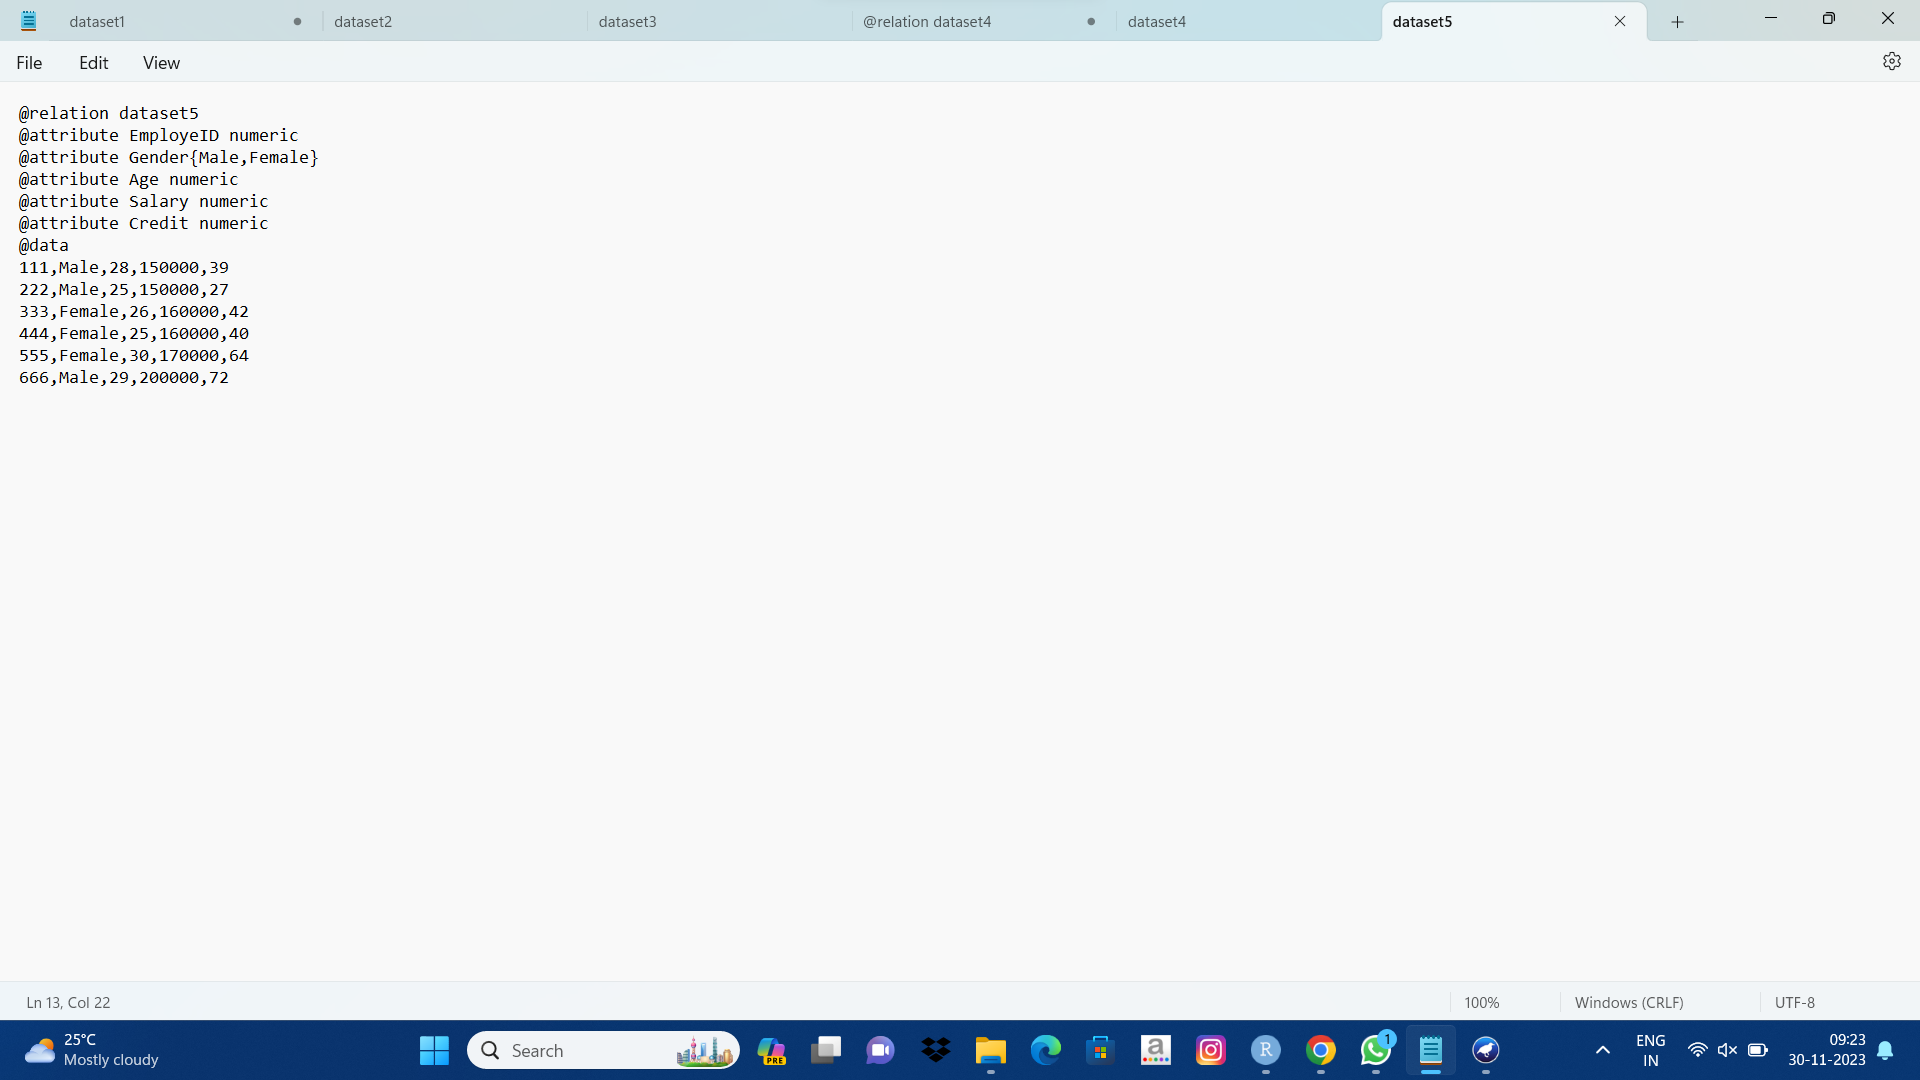 dataset1
dataset2
dataset3
@relation dataset4
dataset4
dataset5
File Edit View
@relation dataset5
@attribute EmployeID numeric
@attribute Gender{Male,Female}
@attribute Age numeric
@attribute Salary numeric
@attribute Credit numeric
@data
111,Male,28,150000,39
222,Male,25,150000,27
333,Female,26,160000,42
444,Female,25,160000,40
555,Female,30,170000,64
666,Male,29,200000,72
Ln 13, Col 22
100%
Windows (CRLF)
UTF-8
25°C
Mostly cloudy
Search
PRE
a
R
1
ENG
IN
09:23
30-11-2023